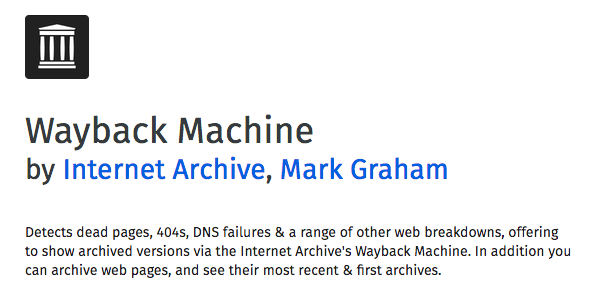 Wayback Machine
by Internet Archive, Mark Graham
Detects dead pages, 404s, DNS failures & a range of other web breakdowns, offering
to show archived versions via the Internet Archive's Wayback Machine. In addition you
can archive web pages, and see their most recent & first archives.